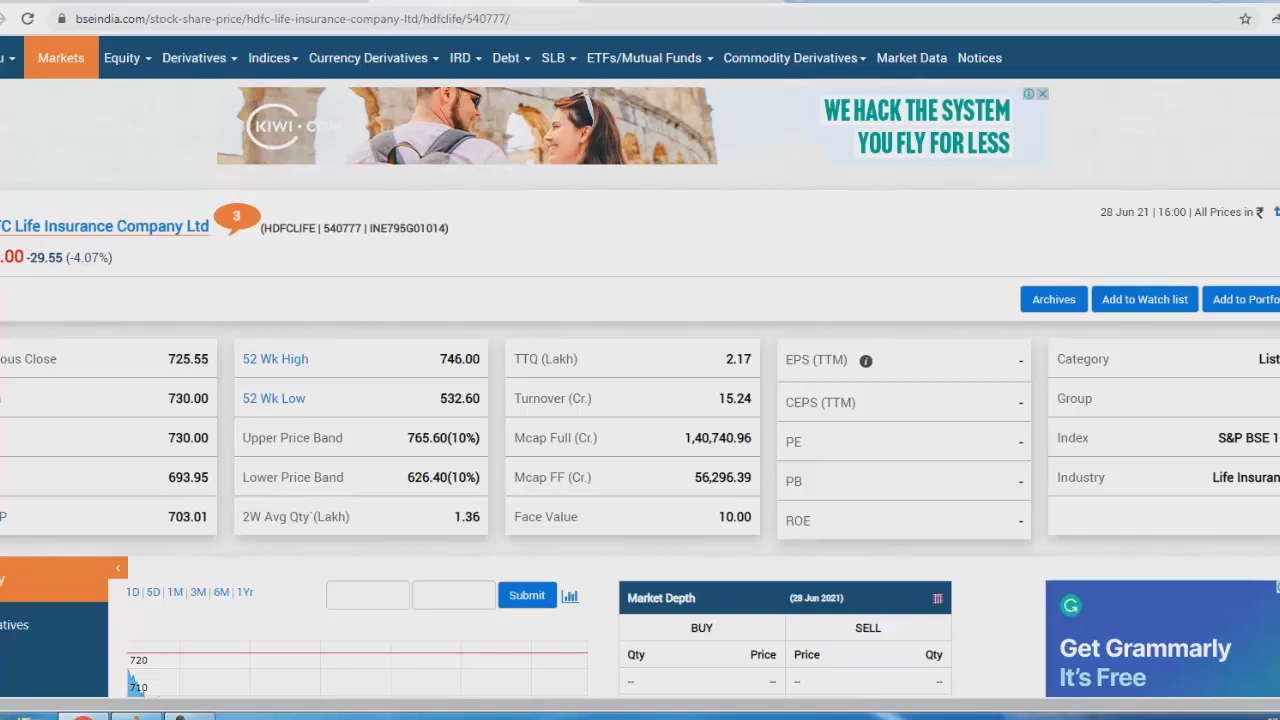 bseindia.com/stock-share-price/hdfc-life-insurance-company-ltd/hdfclife/540777/
Markets Equity Derivatives Indices Currency Derivatives IRD Debt SLB ETFs/Mutual Funds Commodity Derivatives Market Data Notices
KIWI.COM
WE HACK THE SYSTEM
YOU FLY FOR LESS
FC Life Insurance Company Ltd 3 (HDFCLIFE | 540777 | INE795G01014)
28 Jun 21 | 16:00 | All Prices in ₹
.00 -29.55 (-4.07%)
Archives Add to Watch list Add to Portfo
ous Close 725.55
730.00
730.00
693.95
P 703.01
52 Wk High 746.00
52 Wk Low 532.60
Upper Price Band 765.60(10%)
Lower Price Band 626.40(10%)
2W Avg Qty`(Lakh) 1.36
TTQ (Lakh) 2.17
Turnover (Cr.) 15.24
Mcap Full (Cr.) 1,40,740.96
Mcap FF (Cr.) 56,296.39
Face Value 10.00
EPS (TTM) -
CEPS (TTM) -
PE -
PB -
ROE -
Category List
Group
Index S&P BSE 1
Industry Life Insuran
y
atives
1D | 5D | 1M | 3M | 6M | 1Yr Submit
720
710
Market Depth (28 Jun 2021)
BUY SELL
Qty Price Price Qty
-- -- -- --
Get Grammarly
It's Free